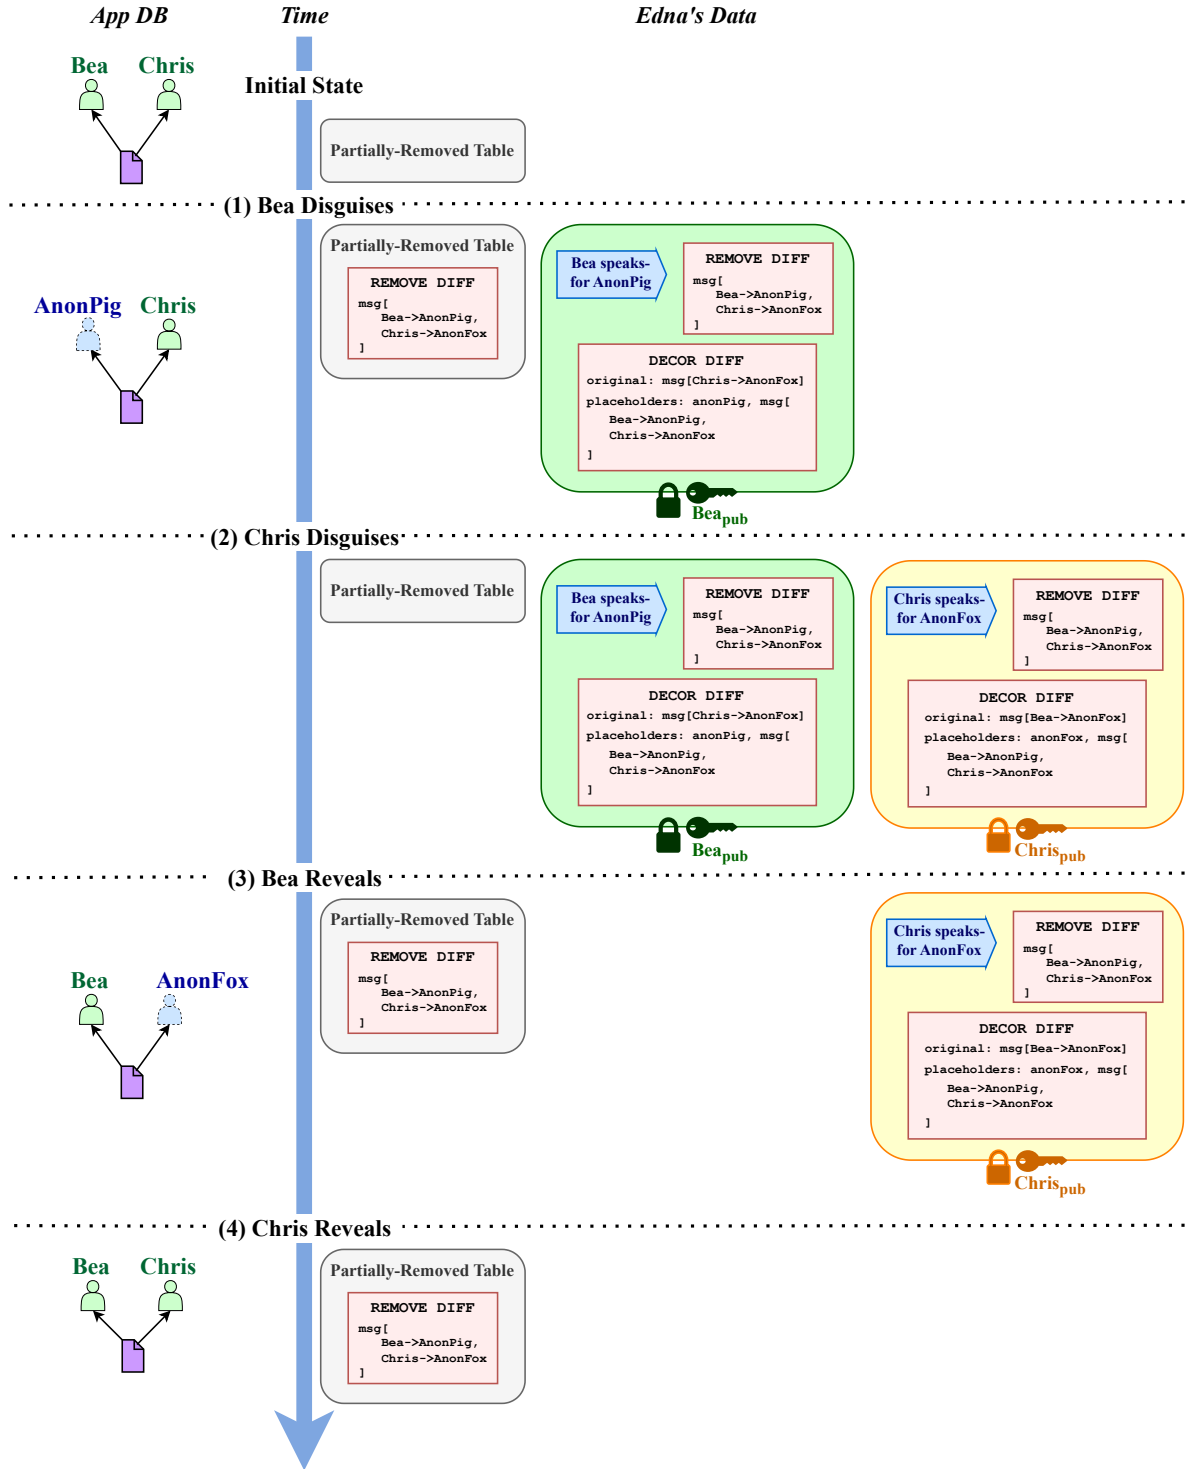 App DB
Time
Edna's Data
Bea
Chris
Initial State
Partially-Removed Table
(1) Bea Disguises
AnonPig
Chris
Partially-Removed Table
REMOVE DIFF
msg[
Bea->AnonPig,
Chris->AnonFox
]
Bea speaks-
for AnonPig
REMOVE DIFF
msg[
Bea->AnonPig,
Chris->AnonFox
]
DECOR DIFF
original: msg[Chris->AnonFox]
placeholders: anonPig, msg[
Bea->AnonPig,
Chris->AnonFox
]
Bea_pub
(2) Chris Disguises
Partially-Removed Table
Bea speaks-
for AnonPig
REMOVE DIFF
msg[
Bea->AnonPig,
Chris->AnonFox
]
DECOR DIFF
original: msg[Chris->AnonFox]
placeholders: anonPig, msg[
Bea->AnonPig,
Chris->AnonFox
]
Bea_pub
Chris speaks-
for AnonFox
REMOVE DIFF
msg[
Bea->AnonPig,
Chris->AnonFox
]
DECOR DIFF
original: msg[Bea->AnonFox]
placeholders: anonFox, msg[
Bea->AnonPig,
Chris->AnonFox
]
Chris_pub
(3) Bea Reveals
Bea
AnonFox
Partially-Removed Table
REMOVE DIFF
msg[
Bea->AnonPig,
Chris->AnonFox
]
Chris speaks-
for AnonFox
REMOVE DIFF
msg[
Bea->AnonPig,
Chris->AnonFox
]
DECOR DIFF
original: msg[Bea->AnonFox]
placeholders: anonFox, msg[
Bea->AnonPig,
Chris->AnonFox
]
Chris_pub
(4) Chris Reveals
Bea
Chris
Partially-Removed Table
REMOVE DIFF
msg[
Bea->AnonPig,
Chris->AnonFox
]